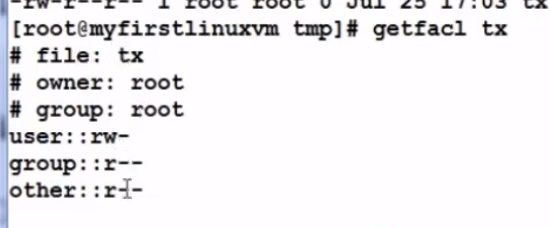 -rw-r--r-- 1 root root 0 Jul 25 17:03 tx
[root@myfirstlinuxvm tmp]# getfacl tx
# file: tx
# owner: root
# group: root
user::rw-
group::r--
other::r--